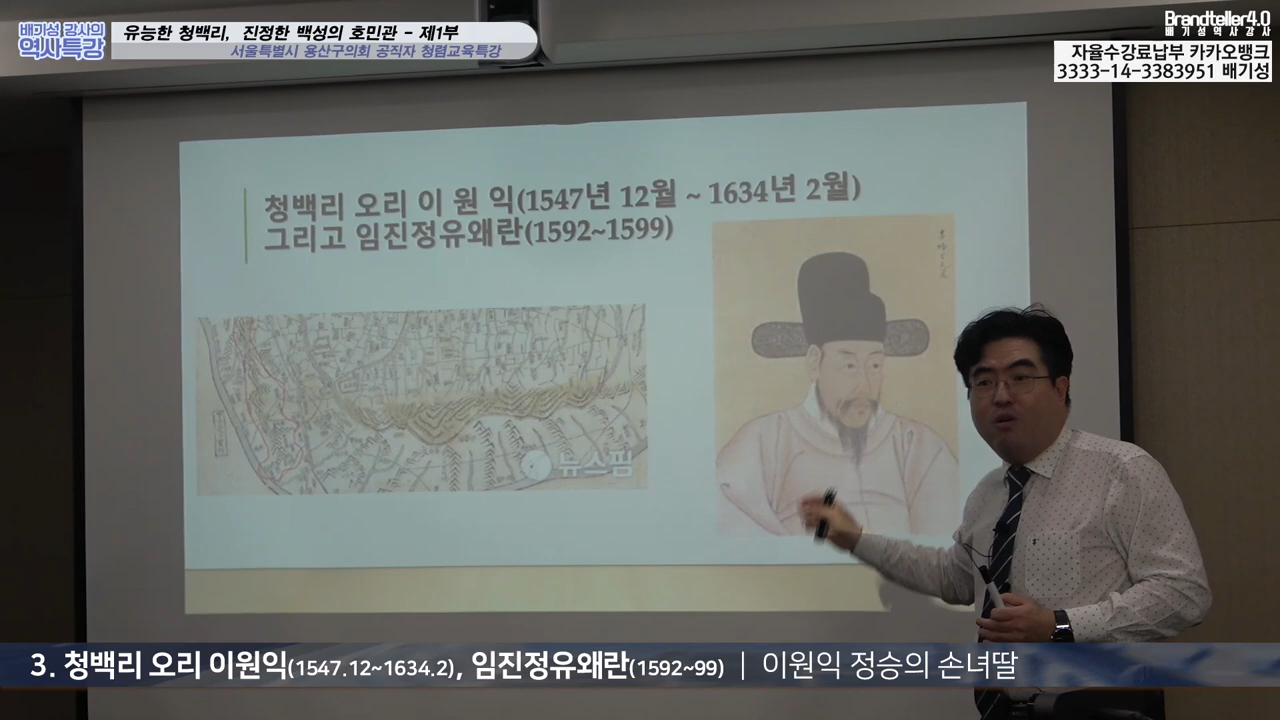 배기성 강사의
역사특강
유능한 청백리, 진정한 백성의 호민관 - 제1부
서울특별시 용산구의회 공직자 청렴교육특강
Brandteller4.0
배기성역사강사
자율수강료납부 카카오뱅크
3333-14-3383951 배기성
청백리 오리 이 원 익(1547년 12월 ~ 1634년 2월)
그리고 임진정유왜란(1592~1599)
뉴스핌
3. 청백리 오리 이원익(1547.12~1634.2), 임진정유왜란(1592~99) | 이원익 정승의 손녀딸